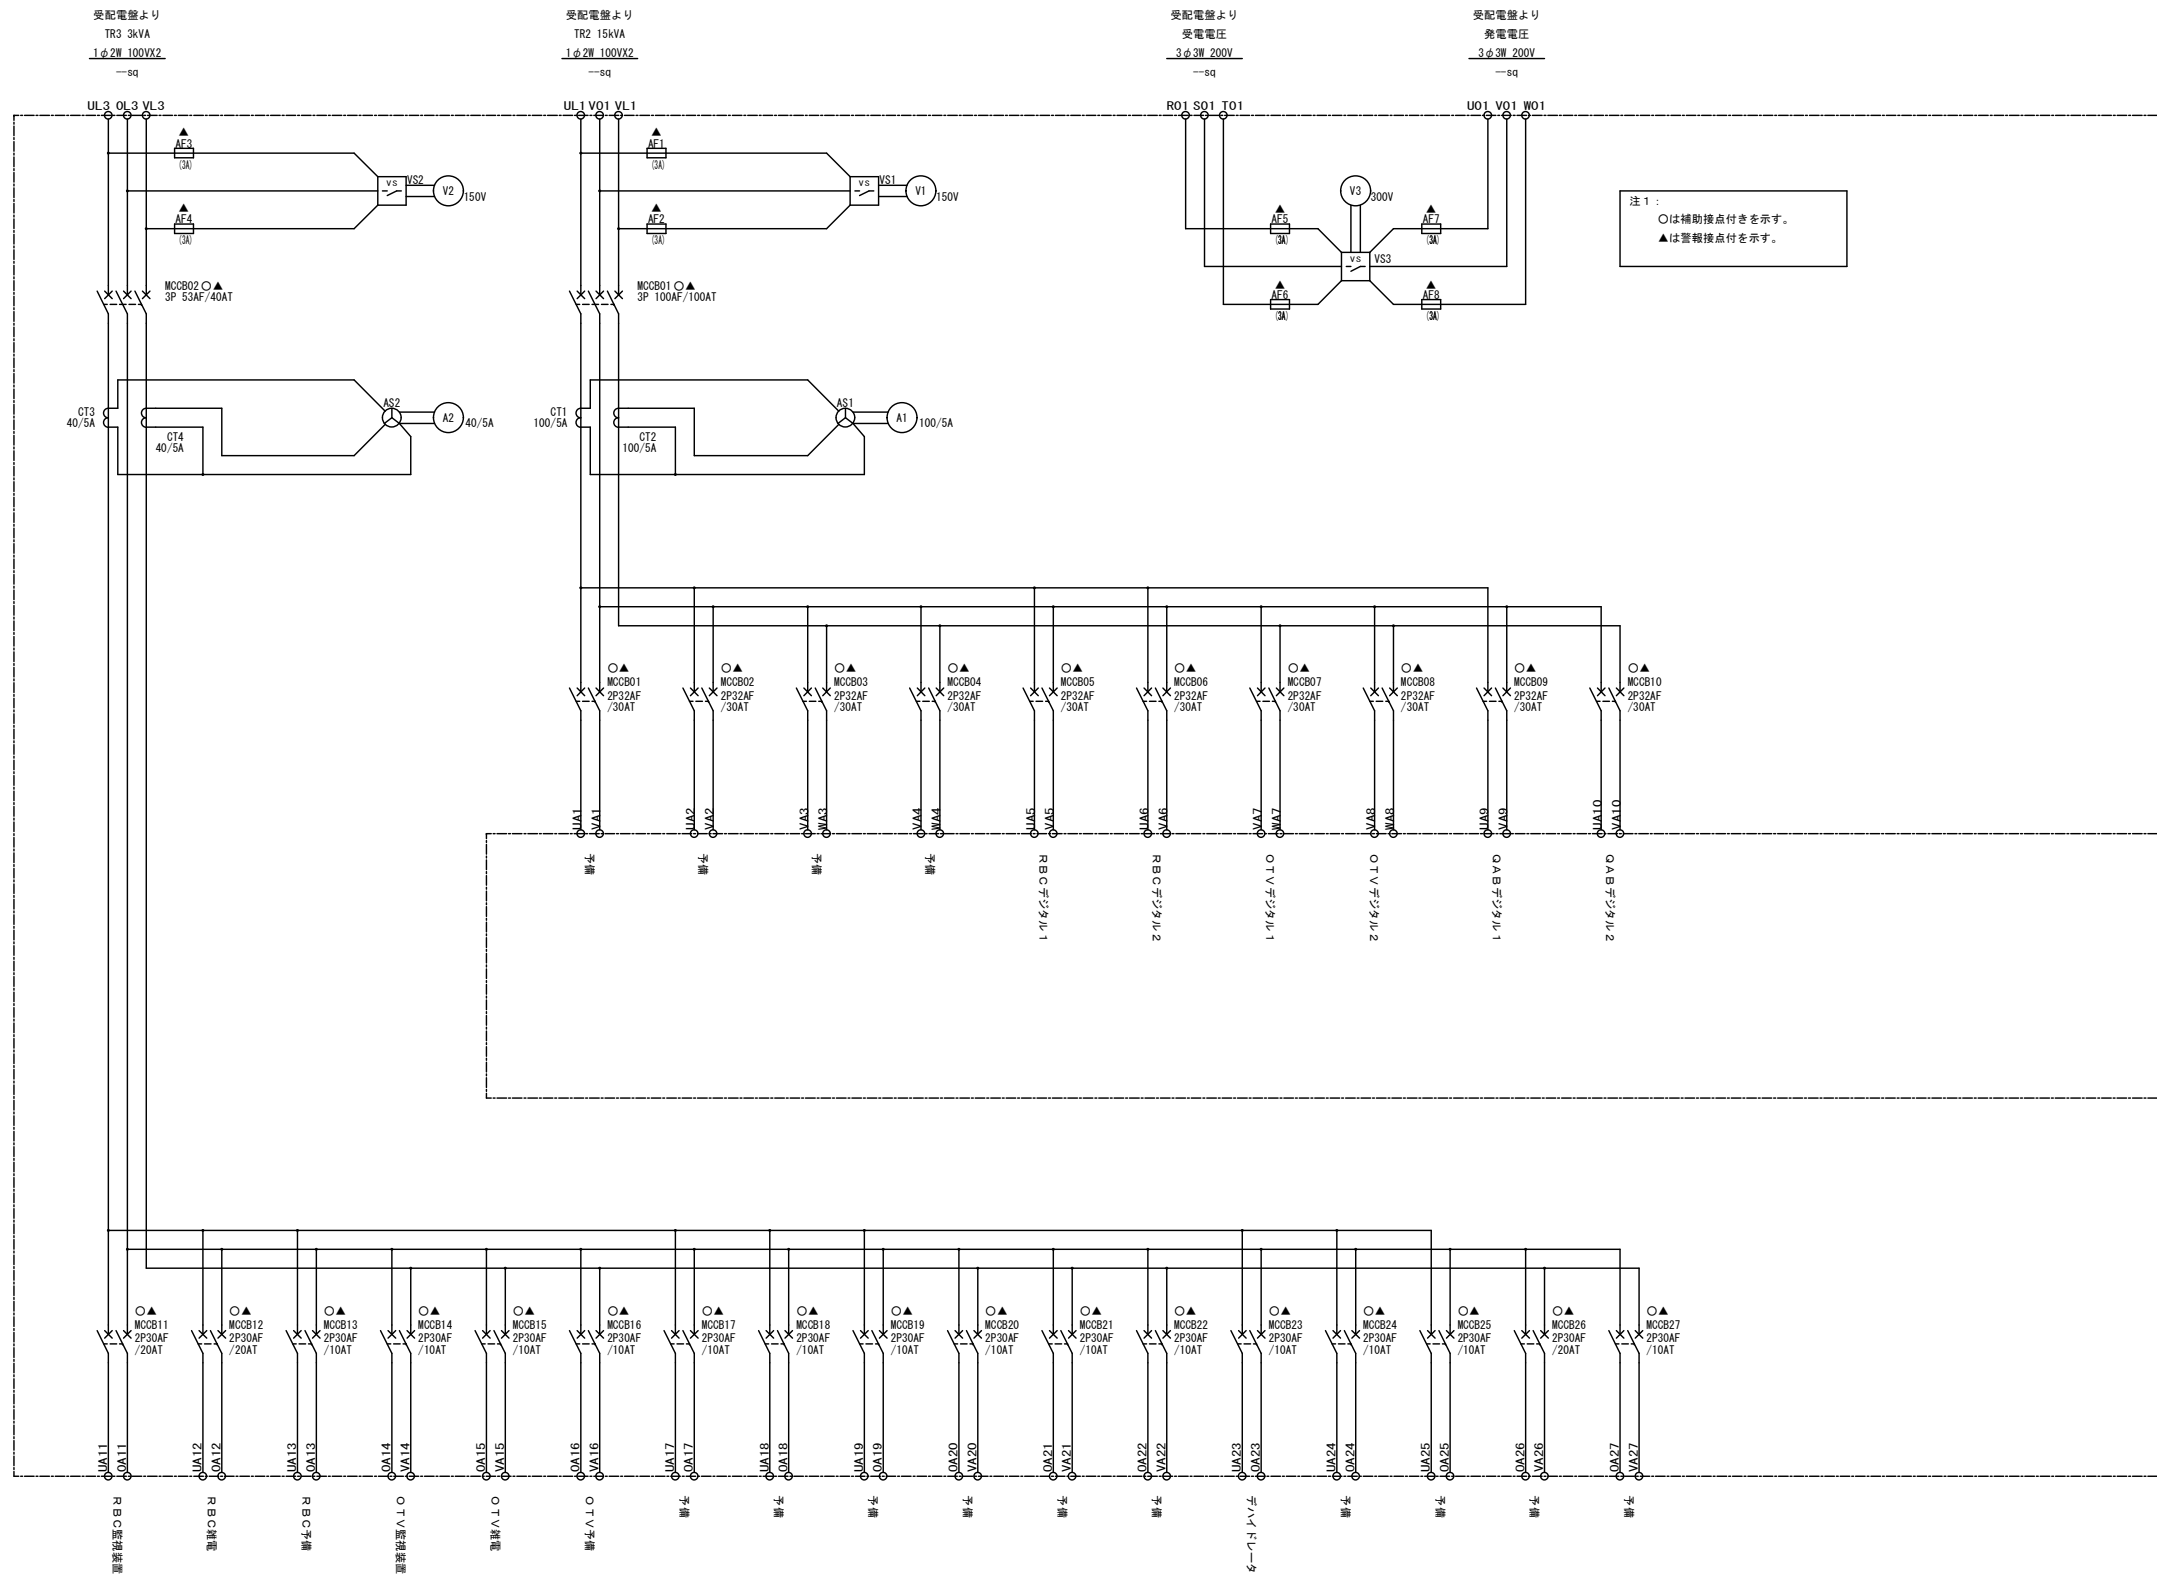 受配電盤より
TR3 3kVA
1φ2W 100VX2
―sq
受配電盤より
TR2 15kVA
1φ2W 100VX2
―sq
受配電盤より
受電電圧
3φ3W 200V
―sq
受配電盤より
発電電圧
3φ3W 200V
―sq
UL3 OL3 VL3
UL1 VO1 VL1
RO1 SO1 TO1
UO1 VO1 WO1
▲
AF3
(3A)
VS
VS2
V2
150V
▲
AF4
(3A)
▲
AF1
(3A)
VS
VS1
V1
150V
▲
AF2
(3A)
V3
300V
▲
AF5
(3A)
▲
AF7
(3A)
VS
VS3
▲
AF6
(3A)
▲
AF8
(3A)
注1:
○は補助接点付きを示す。
▲は警報接点付を示す。
MCCB02○▲
3P 53AF/40AT
MCCB01○▲
3P 100AF/100AT
CT3
40/5A
CT4
40/5A
AS2
A2
40/5A
CT1
100/5A
CT2
100/5A
AS1
A1
100/5A
○▲
MCCB01
2P32AF
/30AT
○▲
MCCB02
2P32AF
/30AT
○▲
MCCB03
2P32AF
/30AT
○▲
MCCB04
2P32AF
/30AT
○▲
MCCB05
2P32AF
/30AT
○▲
MCCB06
2P32AF
/30AT
○▲
MCCB07
2P32AF
/30AT
○▲
MCCB08
2P32AF
/30AT
○▲
MCCB09
2P32AF
/30AT
○▲
MCCB10
2P32AF
/30AT
UA1
VA1
UA2
VA2
VA3
WA3
VA4
WA4
UA5
VA5
UA6
VA6
VA7
WA7
VA8
WA8
UA9
VA9
UA10
VA10
予備
予備
予備
予備
RBCデジタル1
RBCデジタル2
OTVデジタル1
OTVデジタル2
QABデジタル1
QABデジタル2
○▲
MCCB11
2P30AF
/20AT
○▲
MCCB12
2P30AF
/20AT
○▲
MCCB13
2P30AF
/10AT
○▲
MCCB14
2P30AF
/10AT
○▲
MCCB15
2P30AF
/10AT
○▲
MCCB16
2P30AF
/10AT
○▲
MCCB17
2P30AF
/10AT
○▲
MCCB18
2P30AF
/10AT
○▲
MCCB19
2P30AF
/10AT
○▲
MCCB20
2P30AF
/10AT
○▲
MCCB21
2P30AF
/10AT
○▲
MCCB22
2P30AF
/10AT
○▲
MCCB23
2P30AF
/10AT
○▲
MCCB24
2P30AF
/10AT
○▲
MCCB25
2P30AF
/10AT
○▲
MCCB26
2P30AF
/20AT
○▲
MCCB27
2P30AF
/10AT
UA11
OA11
UA12
OA12
UA13
OA13
OA14
VA14
OA15
VA15
OA16
VA16
UA17
OA17
UA18
OA18
UA19
OA19
OA20
VA20
OA21
VA21
OA22
VA22
UA23
OA23
UA24
OA24
UA25
OA25
OA26
VA26
OA27
VA27
RBC監視装置
RBC雑電
RBC予備
OTV監視装置
OTV雑電
OTV予備
予備
予備
予備
予備
予備
予備
デハイドレータ
予備
予備
予備
予備